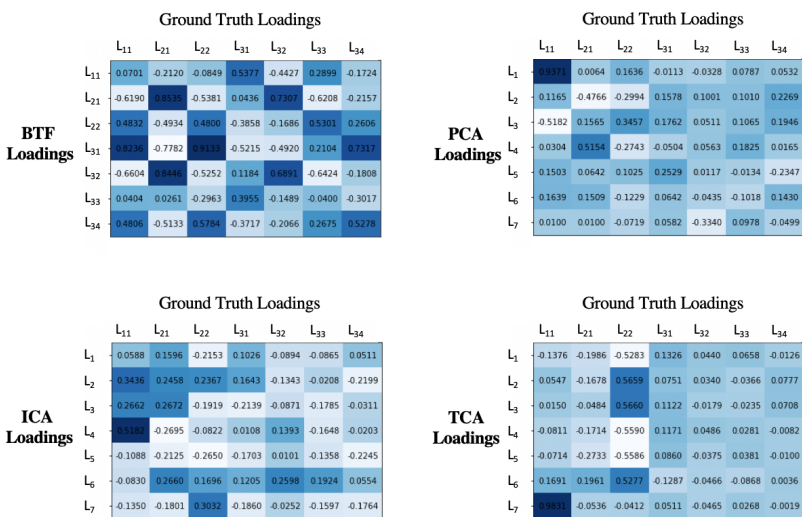 Ground Truth Loadings
L11 L21 L22 L31 L32 L33 L34
BTF Loadings
L11 0.0701 -0.2120 -0.0849 0.5377 -0.4427 0.2899 -0.1724
L21 -0.6190 0.8535 -0.5381 0.0436 0.7307 -0.6208 -0.2157
L22 0.4832 -0.4934 0.4800 -0.3858 -0.1686 0.5301 0.2606
L31 0.8236 -0.7782 0.9133 -0.5215 -0.4920 0.2104 0.7317
L32 -0.6604 0.8446 -0.5252 0.1184 0.6891 -0.6424 -0.1808
L33 0.0404 0.0261 -0.2963 0.3955 -0.1489 -0.0400 -0.3017
L34 0.4806 -0.5133 0.5784 -0.3717 -0.2066 0.2675 0.5278
Ground Truth Loadings
L11 L21 L22 L31 L32 L33 L34
PCA Loadings
L1 0.9371 0.0064 0.1636 -0.0113 -0.0328 0.0787 0.0532
L2 0.1165 -0.4766 -0.2994 0.1578 0.1001 0.1010 0.2269
L3 -0.5182 0.1565 0.3457 0.1762 0.0511 0.1065 0.1946
L4 0.0304 0.5154 -0.2743 -0.0504 0.0563 0.1825 0.0165
L5 0.1503 0.0642 0.1025 0.2529 0.0117 -0.0134 -0.2347
L6 0.1639 0.1509 -0.1229 0.0642 -0.0435 -0.1018 0.1430
L7 0.0100 0.0100 -0.0719 0.0582 -0.3340 0.0978 -0.0499
Ground Truth Loadings
L11 L21 L22 L31 L32 L33 L34
ICA Loadings
L1 0.0588 0.1596 -0.2153 0.1026 -0.0894 -0.0865 0.0511
L2 0.3436 0.2458 0.2367 0.1643 -0.1343 -0.0208 -0.2199
L3 0.2662 0.2672 -0.1919 -0.2139 -0.0871 -0.1785 -0.0311
L4 0.5182 -0.2695 -0.0822 0.0108 0.1393 -0.1648 -0.0203
L5 -0.1088 -0.2125 -0.2650 -0.1703 0.0101 -0.1358 -0.2245
L6 -0.0830 0.2660 0.1696 0.1205 0.2598 0.1924 0.0554
L7 -0.1350 -0.1801 0.3032 -0.1860 -0.0252 -0.1597 -0.1764
Ground Truth Loadings
L11 L21 L22 L31 L32 L33 L34
TCA Loadings
L1 -0.1376 -0.1986 -0.5283 0.1326 0.0440 0.0658 -0.0126
L2 0.0547 -0.1678 0.5659 0.0751 0.0340 -0.0366 0.0777
L3 0.0150 -0.0484 0.5660 0.1122 -0.0179 -0.0235 0.0708
L4 -0.0811 -0.1714 -0.5590 0.1171 0.0486 0.0281 -0.0082
L5 -0.0714 -0.2733 -0.5586 0.0860 -0.0375 0.0381 -0.0100
L6 0.1691 0.1961 0.5277 -0.1287 -0.0466 -0.0868 0.0036
L7 0.9831 -0.0536 -0.0412 0.0511 -0.0465 0.0268 -0.0019